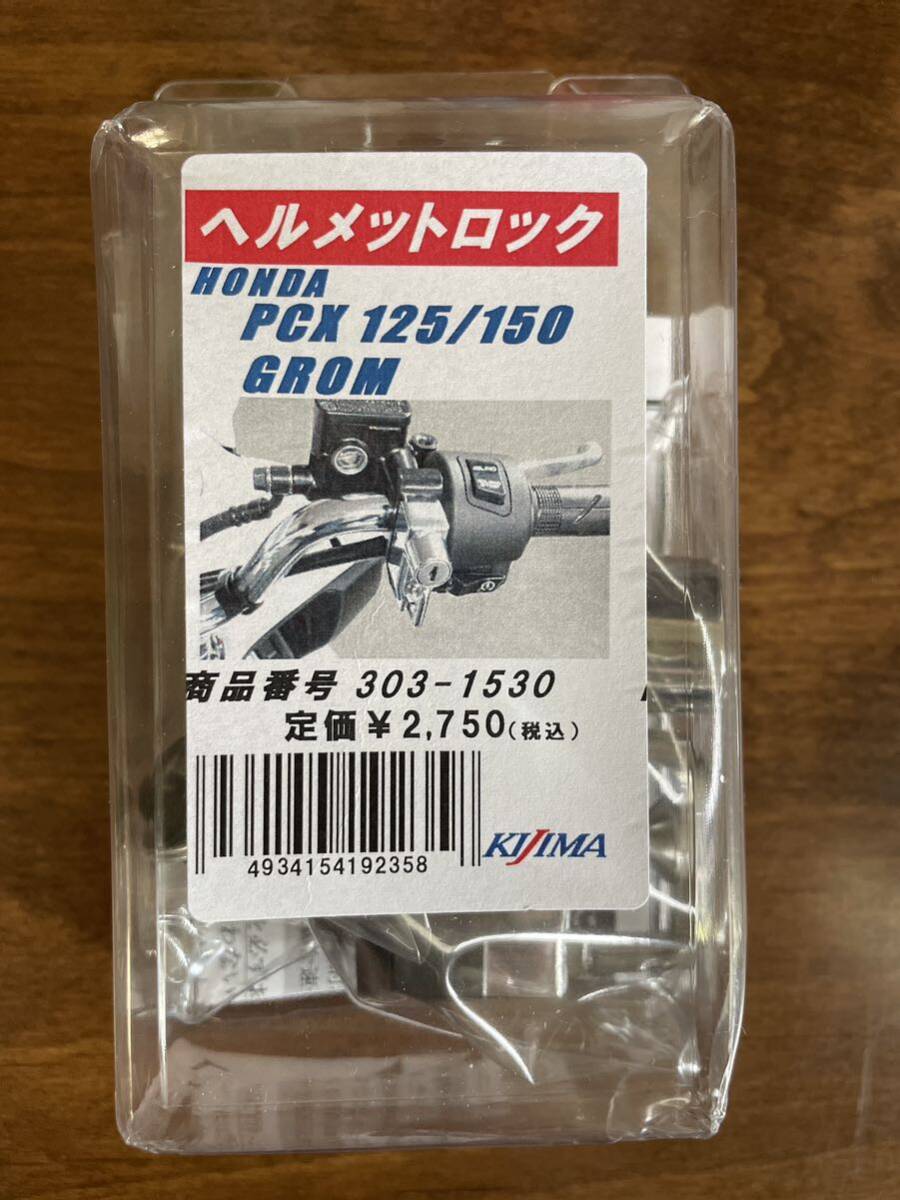 ヘルメットロック
HONDA
PCX 125/150
GROM
商品番号 303-1530
定価¥2,750(税込)
4934154192358
KIJIMA